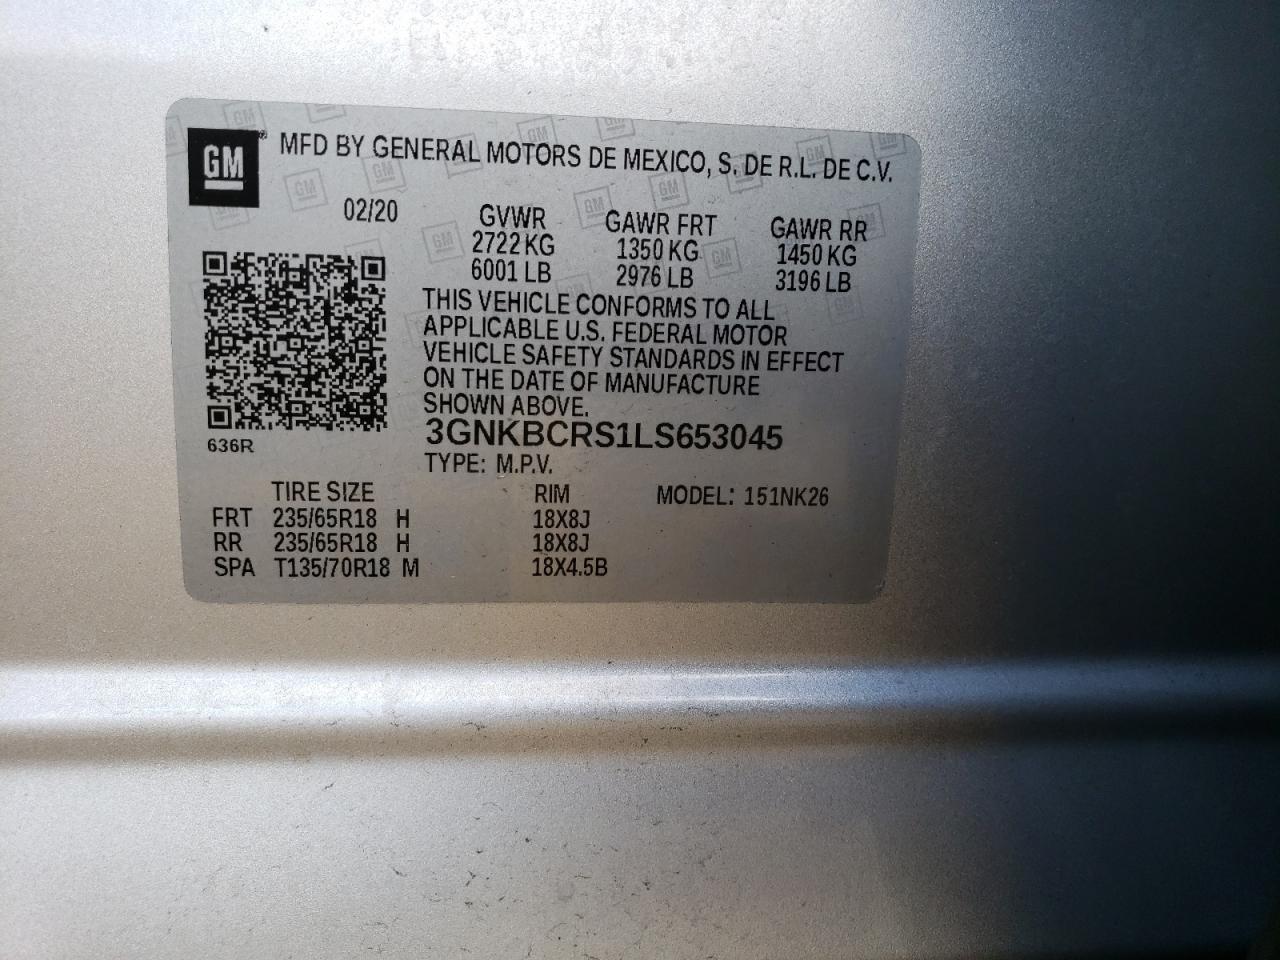 GM
MFD BY GENERAL MOTORS DE MEXICO, S. DE R.L. DE C.V.
02/20 GVWR GAWR FRT GAWR RR
2722 KG 1350 KG 1450 KG
6001 LB 2976 LB 3196 LB
THIS VEHICLE CONFORMS TO ALL
APPLICABLE U.S. FEDERAL MOTOR
VEHICLE SAFETY STANDARDS IN EFFECT
ON THE DATE OF MANUFACTURE
SHOWN ABOVE.
636R
3GNKBCRS1LS653045
TYPE: M.P.V.
TIRE SIZE RIM MODEL: 151NK26
FRT 235/65R18 H 18X8J
RR 235/65R18 H 18X8J
SPA T135/70R18 M 18X4.5B